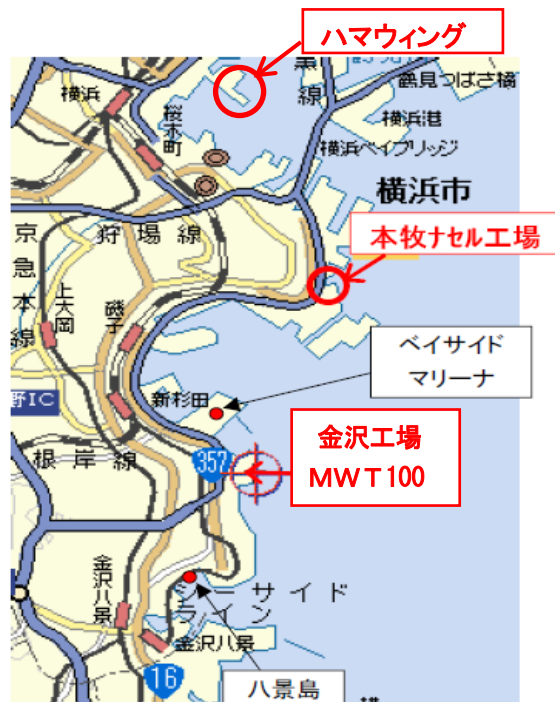 ハマウィング
鶴見つばさ橋
横浜
線
桜木町
横浜港
横浜ベイブリッジ
横浜市
京急本線
狩場線
本牧ナセル工場
上大岡
磯子
ベイサイド
マリーナ
野IC
新杉田
金沢工場
MWT100
根岸線
357
金沢八景
シーサイド
ライン
金沢八景
16
八景島